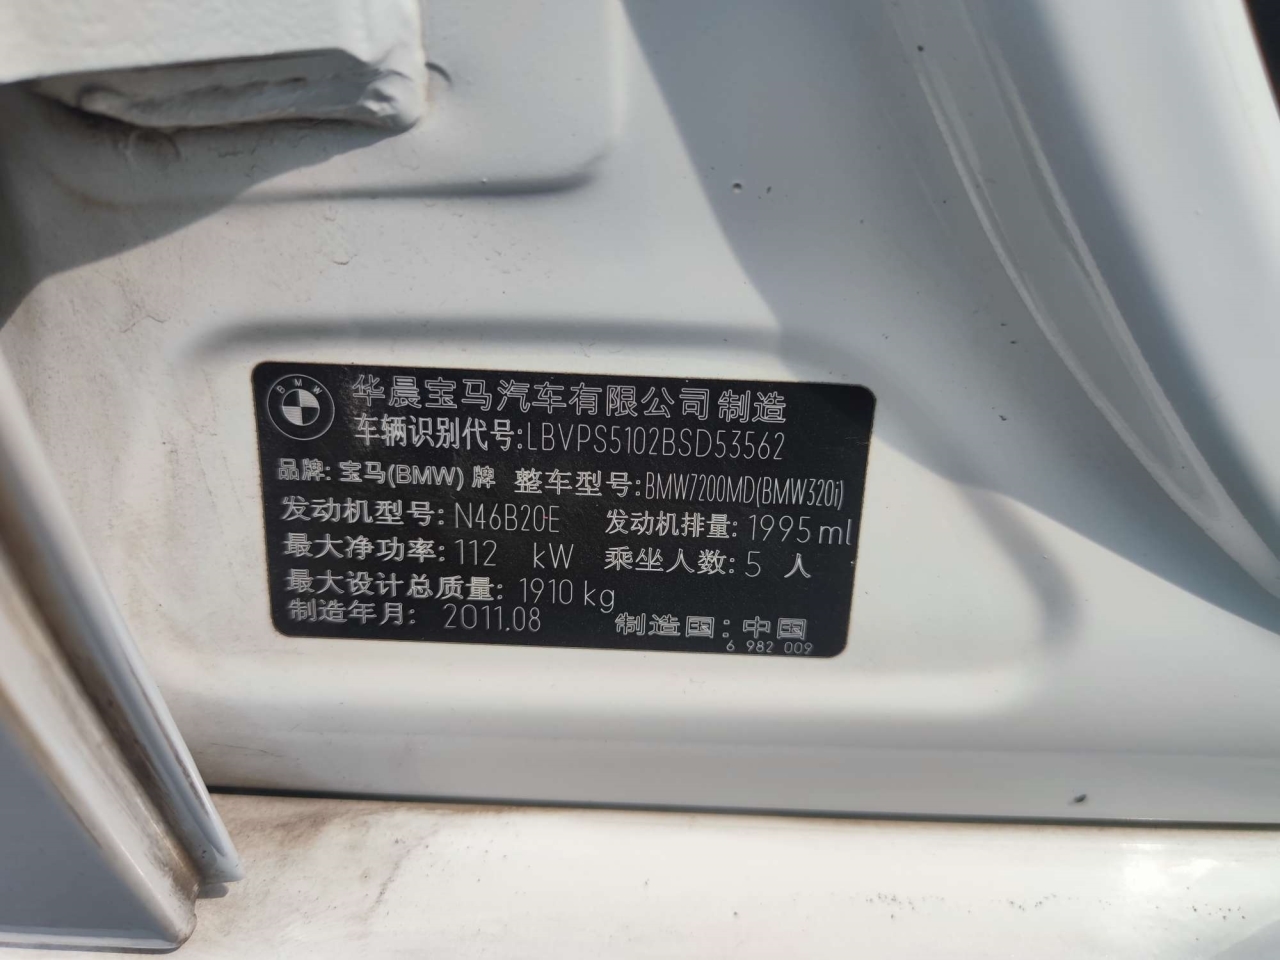 BMW
华晨宝马汽车有限公司制造
车辆识别代号:LBVPS5102BSD53562
品牌: 宝马(BMW) 牌 整车型号:BMW7200MD(BMW320i)
发动机型号: N46B20E 发动机排量: 1995ml
最大净功率: 112 kW 乘坐人数: 5 人
最大设计总质量: 1910 kg
制造年月: 2011.08 制造国: 中国
6 982 009